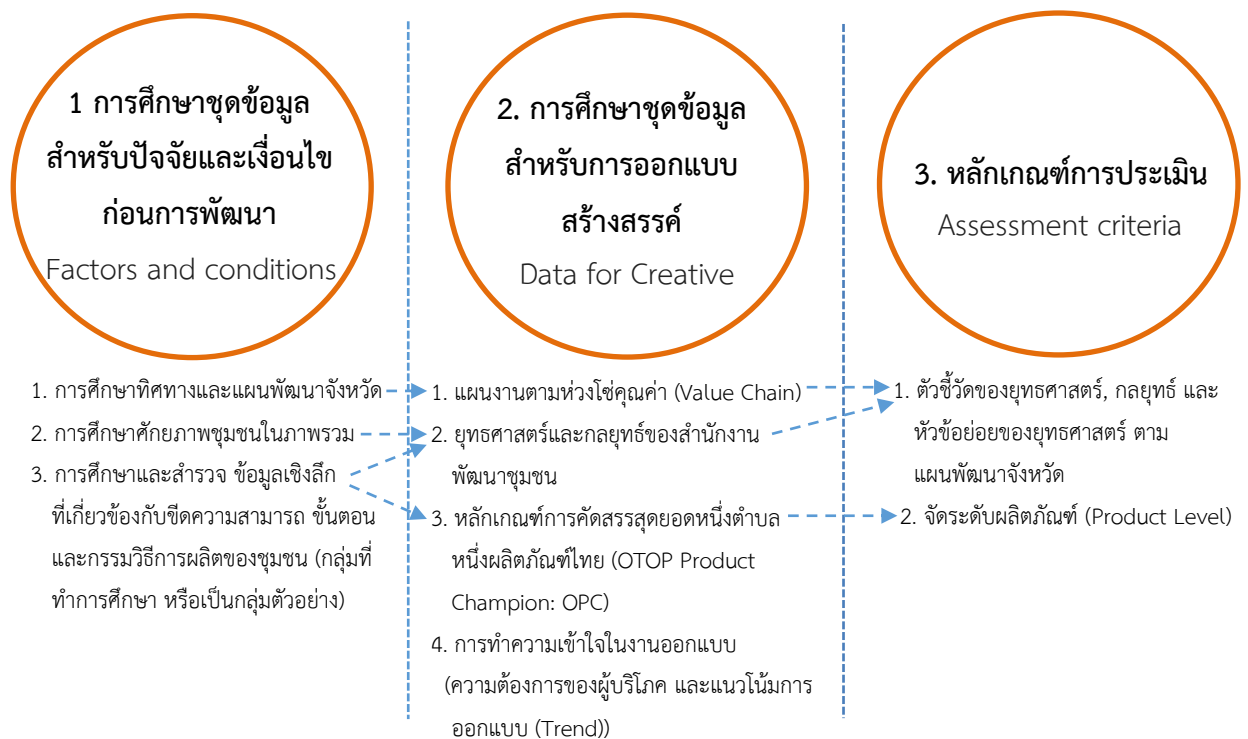 1 การศึกษาชุดข้อมูล
สำหรับปัจจัยและเงื่อนไข
ก่อนการพัฒนา
Factors and conditions
2. การศึกษาชุดข้อมูล
สำหรับการออกแบบ
สร้างสรรค์
Data for Creative
3. หลักเกณฑ์การประเมิน
Assessment criteria
1. การศึกษาทิศทางและแผนพัฒนาจังหวัด
2. การศึกษาศักยภาพชุมชนในภาพรวม
3. การศึกษาและสำรวจ ข้อมูลเชิงลึก
ที่เกี่ยวข้องกับขีดความสามารถ ขั้นตอน
และกรรมวิธีการผลิตของชุมชน (กลุ่มที่
ทำการศึกษา หรือเป็นกลุ่มตัวอย่าง)
1. แผนงานตามห่วงโซ่คุณค่า (Value Chain)
2. ยุทธศาสตร์และกลยุทธ์ของสำนักงาน
พัฒนาชุมชน
3. หลักเกณฑ์การคัดสรรสุดยอดหนึ่งตำบล
หนึ่งผลิตภัณฑ์ไทย (OTOP Product
Champion: OPC)
4. การทำความเข้าใจในงานออกแบบ
(ความต้องการของผู้บริโภค และแนวโน้มการ
ออกแบบ (Trend))
1. ตัวชี้วัดของยุทธศาสตร์, กลยุทธ์ และ
หัวข้อย่อยของยุทธศาสตร์ ตาม
แผนพัฒนาจังหวัด
2. จัดระดับผลิตภัณฑ์ (Product Level)